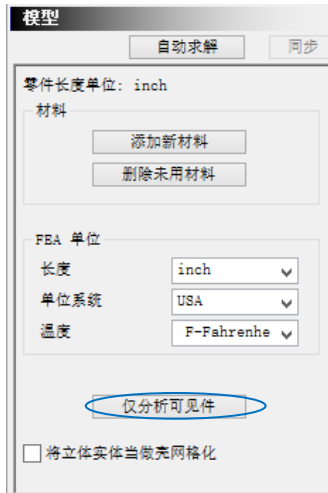 模型
自动求解 同步
零件长度单位: inch
材料
添加新材料
删除未用材料
FEA 单位
长度 inch
单位系统 USA
温度 F-Fahrenhe
仅分析可见件
将立体实体当做壳网格化